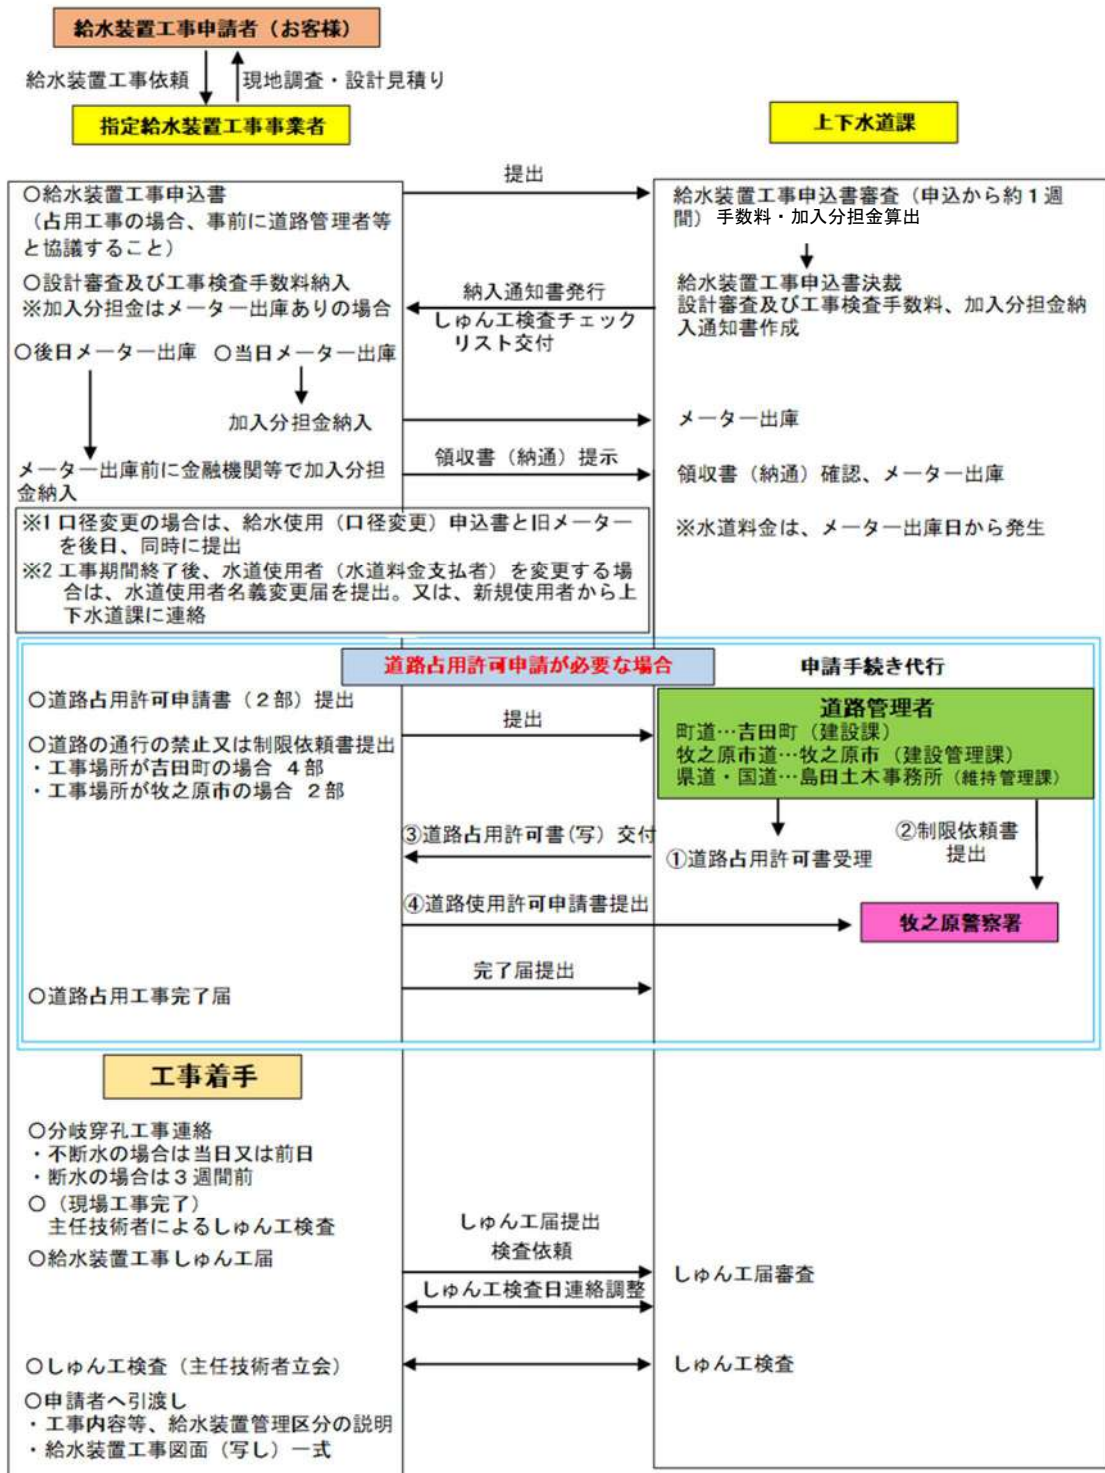 給水装置工事申請者（お客様）
給水装置工事依頼
現地調査・設計見積り
指定給水装置工事事業者
上下水道課
○給水装置工事申込書
（占用工事の場合、事前に道路管理者等
と協議すること）
提出
給水装置工事申込書審査（申込から約１週
間）手数料・加入分担金算出
○設計審査及び工事検査手数料納入
※加入分担金はメーター出庫ありの場合
納入通知書発行
しゅん工検査チェック
リスト交付
給水装置工事申込書決裁
設計審査及び工事検査手数料、加入分担金納
入通知書作成
○後日メーター出庫
○当日メーター出庫
加入分担金納入
メーター出庫
メーター出庫前に金融機関等で加入分担
金納入
領収書（納通）提示
領収書（納通）確認、メーター出庫
※1 口径変更の場合は、給水使用（口径変更）申込書と旧メーター
を後日、同時に提出
※2 工事期間終了後、水道使用者（水道料金支払者）を変更する場
合は、水道使用者名義変更届を提出。又は、新規使用者から上
下水道課に連絡
※水道料金は、メーター出庫日から発生
道路占用許可申請が必要な場合
申請手続き代行
○道路占用許可申請書（２部）提出
提出
○道路の通行の禁止又は制限依頼書提出
・工事場所が吉田町の場合 ４部
・工事場所が牧之原市の場合 ２部
道路管理者
町道…吉田町（建設課）
牧之原市道…牧之原市（建設管理課）
県道・国道…島田土木事務所（維持管理課）
③道路占用許可書(写）交付
①道路占用許可書受理
②制限依頼書
提出
④道路使用許可申請書提出
牧之原警察署
完了届提出
○道路占用工事完了届
工事着手
○分岐穿孔工事連絡
・不断水の場合は当日又は前日
・断水の場合は３週間前
○（現場工事完了）
主任技術者によるしゅん工検査
しゅん工届提出
検査依頼
○給水装置工事しゅん工届
しゅん工届審査
しゅん工検査日連絡調整
○しゅん工検査（主任技術者立会）
しゅん工検査
○申請者へ引渡し
・工事内容等、給水装置管理区分の説明
・給水装置工事図面（写し）一式